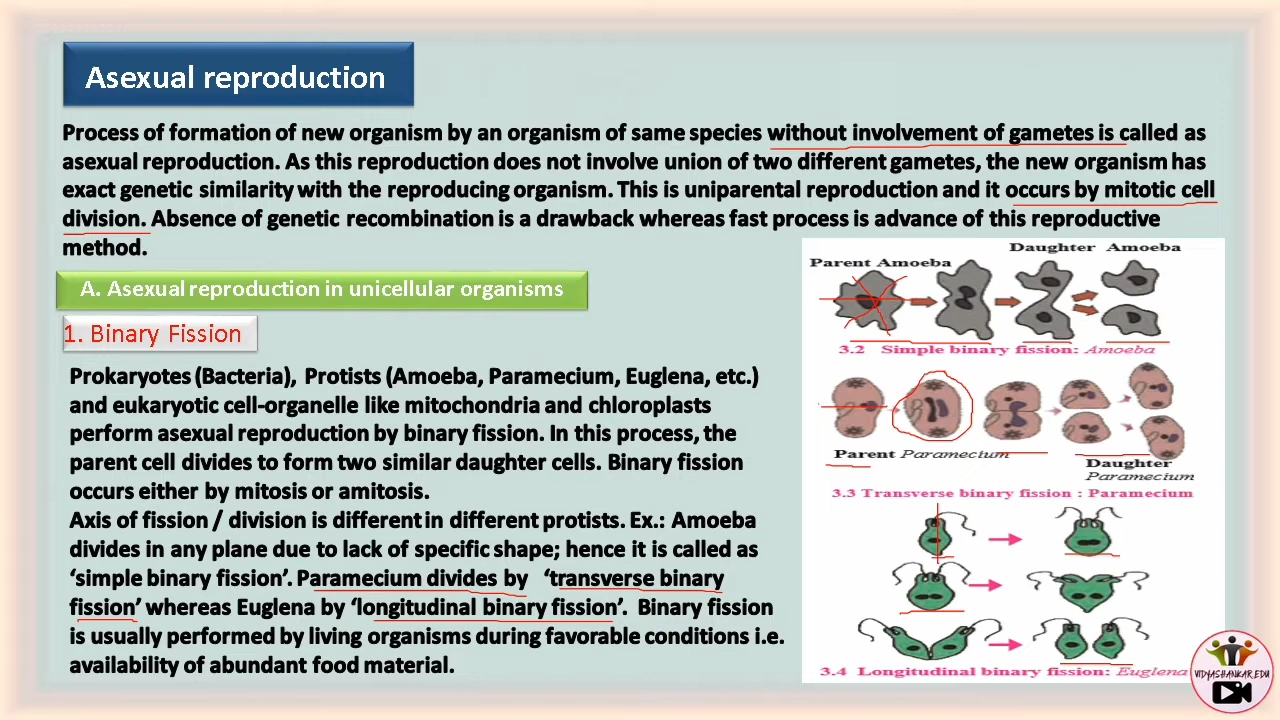 Asexual reproduction
Process of formation of new organism by an organism of same species without involvement of gametes is called as
asexual reproduction. As this reproduction does not involve union of two different gametes, the new organism has
exact genetic similarity with the reproducing organism. This is uniparental reproduction and it occurs by mitotic cell
division. Absence of genetic recombination is a drawback whereas fast process is advance of this reproductive
method.
A. Asexual reproduction in unicellular organisms
1. Binary Fission
Prokaryotes (Bacteria), Protists (Amoeba, Paramecium, Euglena, etc.)
and eukaryotic cell-organelle like mitochondria and chloroplasts
perform asexual reproduction by binary fission. In this process, the
parent cell divides to form two similar daughter cells. Binary fission
occurs either by mitosis or amitosis.
Axis of fission / division is different in different protists. Ex.: Amoeba
divides in any plane due to lack of specific shape; hence it is called as
‘simple binary fission’. Paramecium divides by ‘transverse binary
fission’ whereas Euglena by ‘longitudinal binary fission’. Binary fission
is usually performed by living organisms during favorable conditions i.e.
availability of abundant food material.
Daughter Amoeba
Parent Amoeba
3.2 Simple binary fission: Amoeba
Parent Paramecium
Daughter
Paramecium
3.3 Transverse binary fission : Paramecium
3.4 Longitudinal binary fission: Euglena
VIDYASHANKAR.EDU